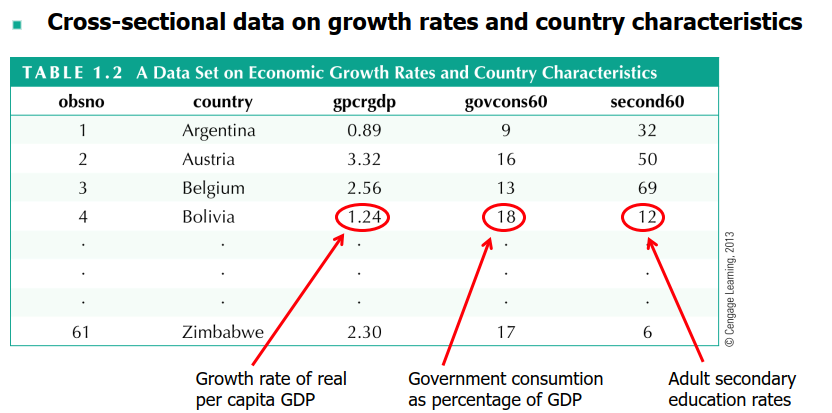 Cross-sectional data on growth rates and country characteristics
TABLE 1.2 A Data Set on Economic Growth Rates and Country Characteristics
obsno country gpcrgdp govcons60 second60
1 Argentina 0.89 9 32
2 Austria 3.32 16 50
3 Belgium 2.56 13 69
4 Bolivia 1.24 18 12
. . . . .
. . . . .
. . . . .
61 Zimbabwe 2.30 17 6
© Cengage Learning, 2013
Growth rate of real
per capita GDP
Government consumtion
as percentage of GDP
Adult secondary
education rates